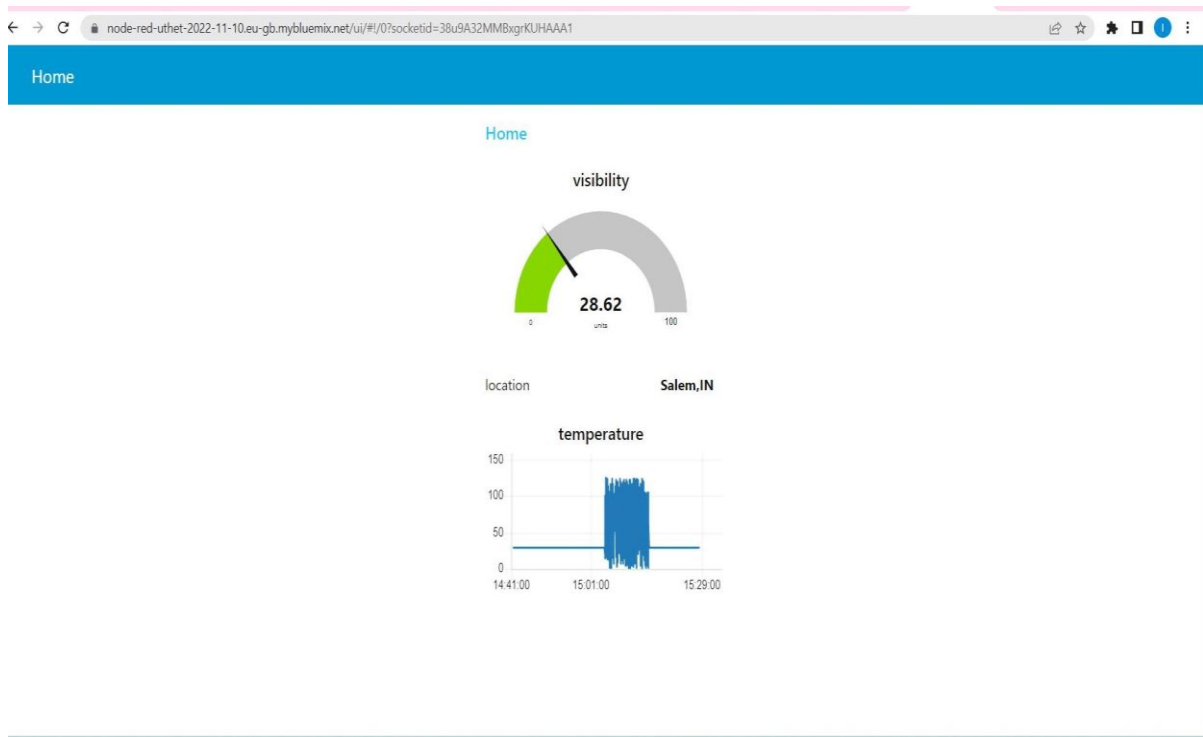 node-red-uthet-2022-11-10.eu-gb.mybluemix.net/ui/#!/0?socketid=38u9A32MMBxgrKUHAAA1
I
Home
Home
visibility
28.62
0 units 100
location Salem,IN
temperature
150
100
50
0
14:41:00 15:01:00 15:29:00